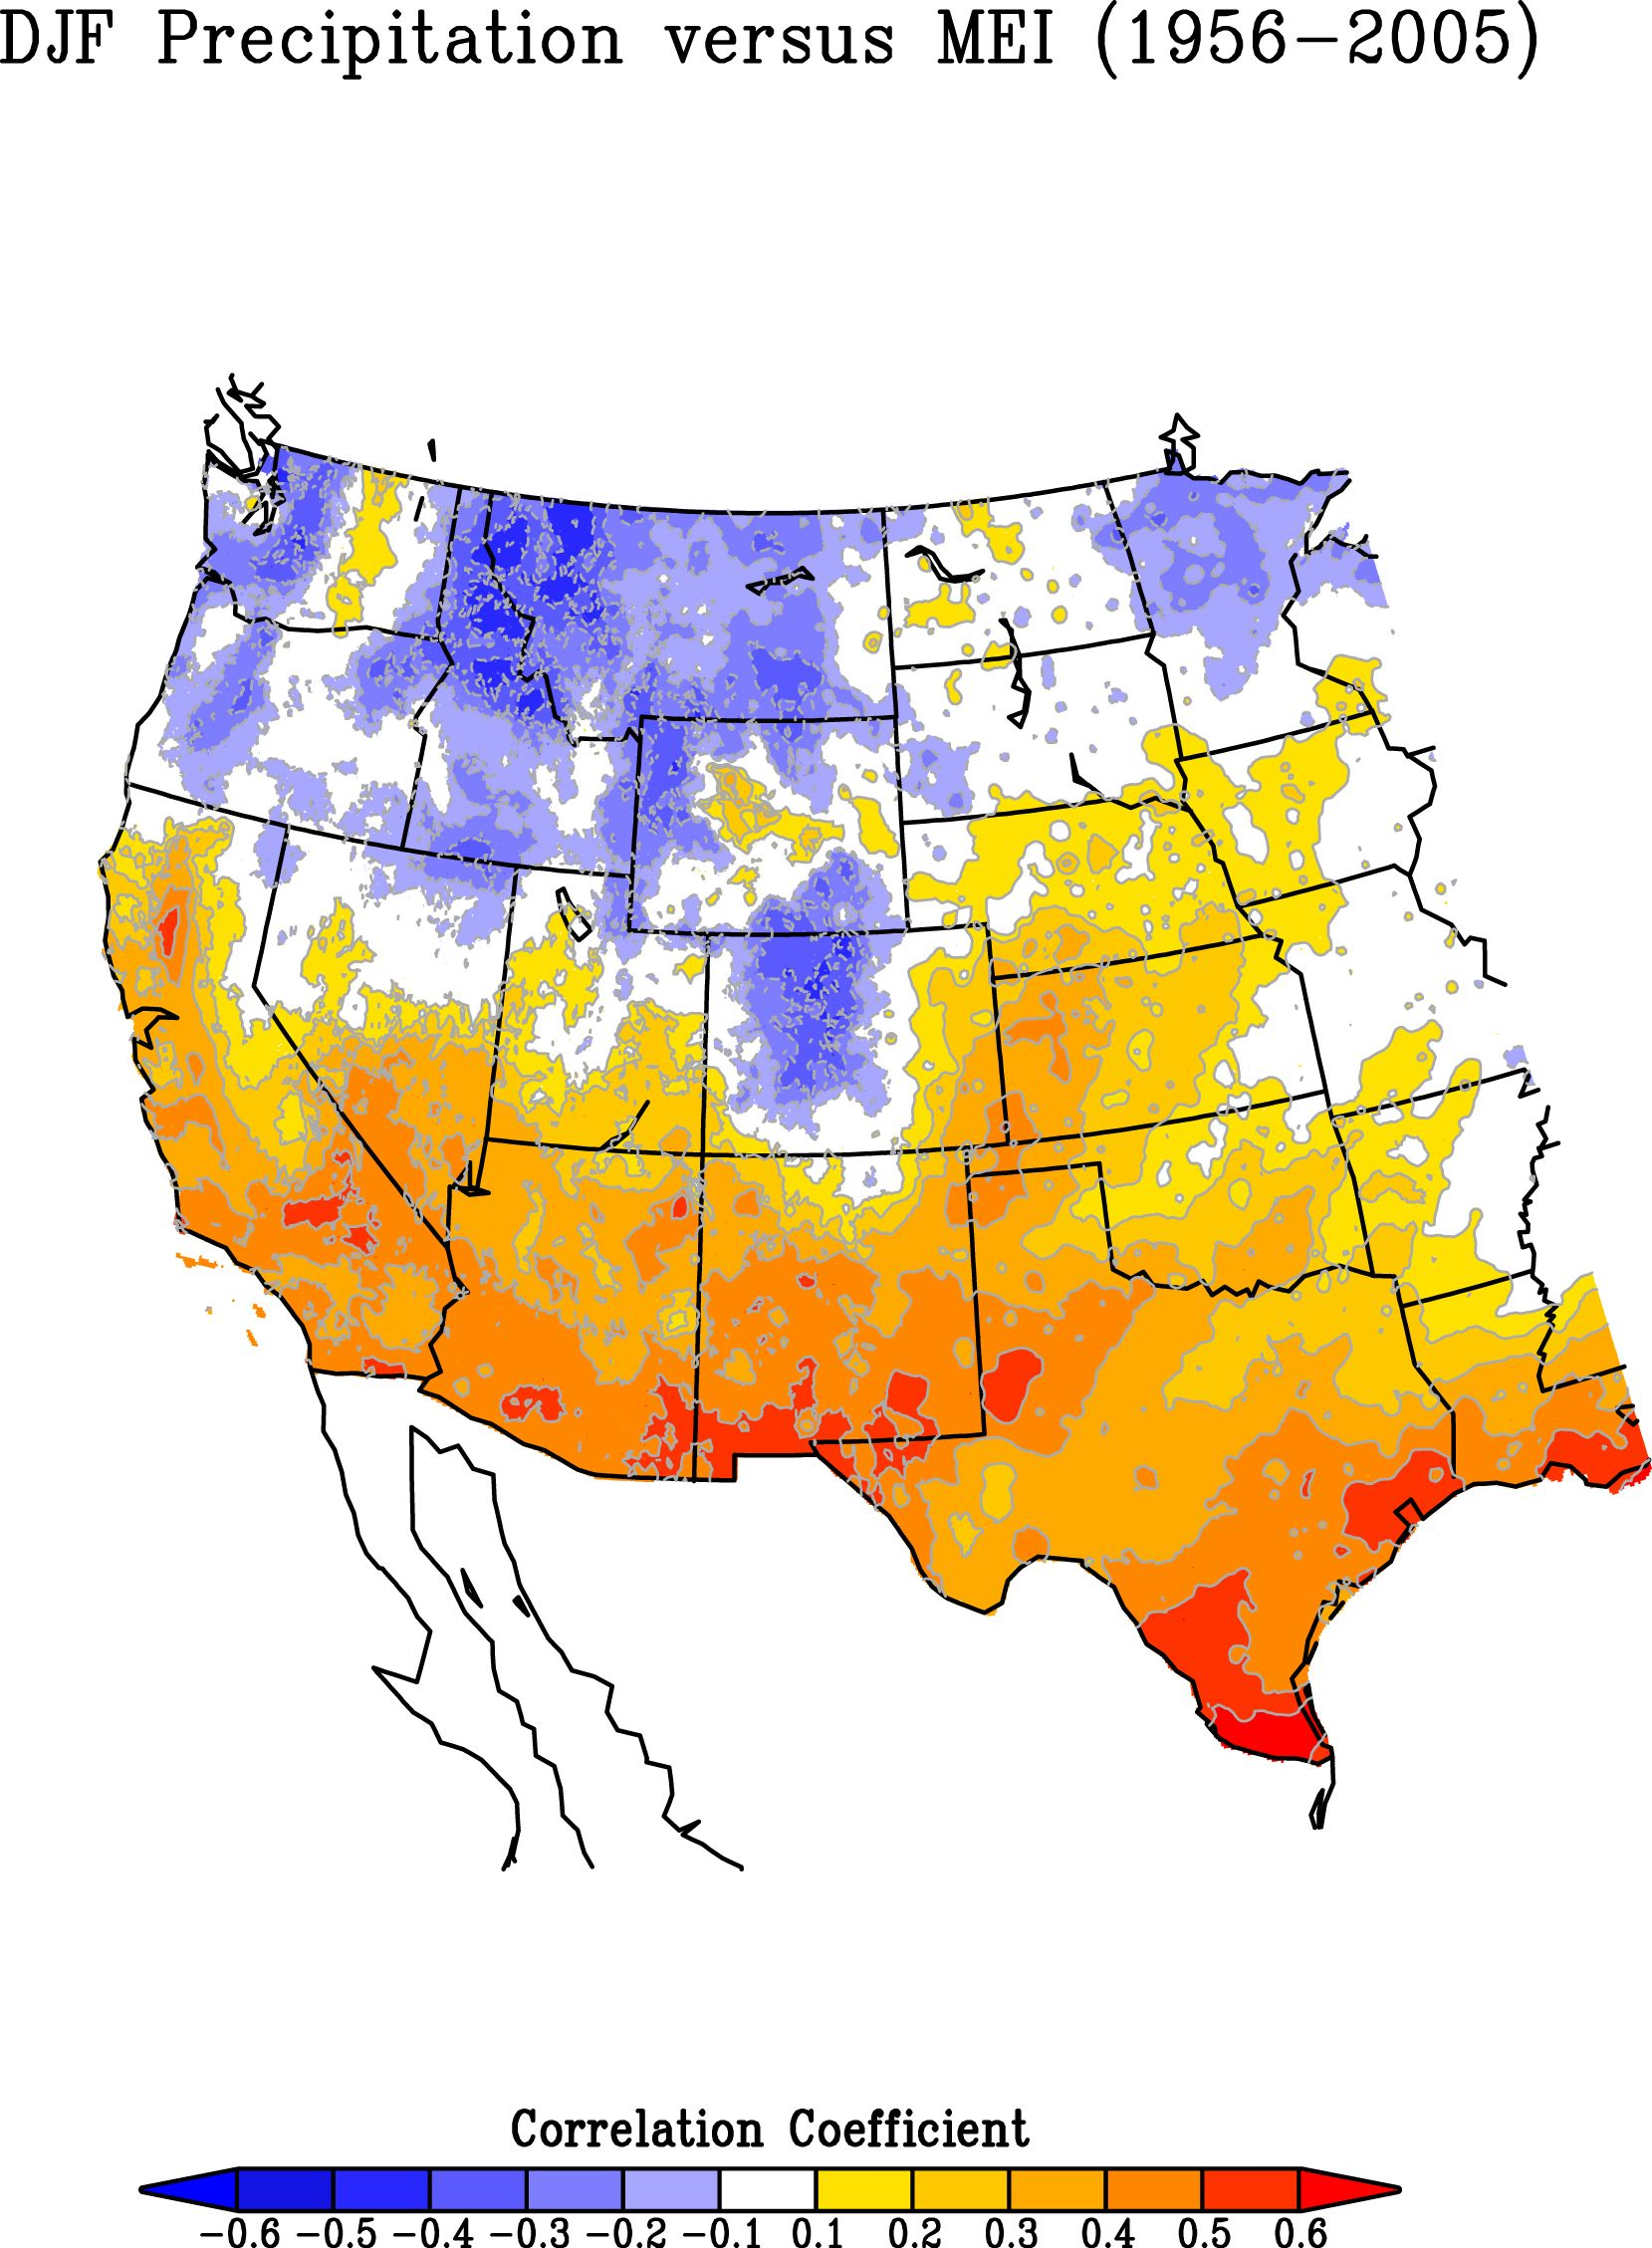 DJF Precipitation versus MEI (1956-2005)
Correlation Coefficient
-0.6 -0.5 -0.4 -0.3 -0.2 -0.1 0.1 0.2 0.3 0.4 0.5 0.6